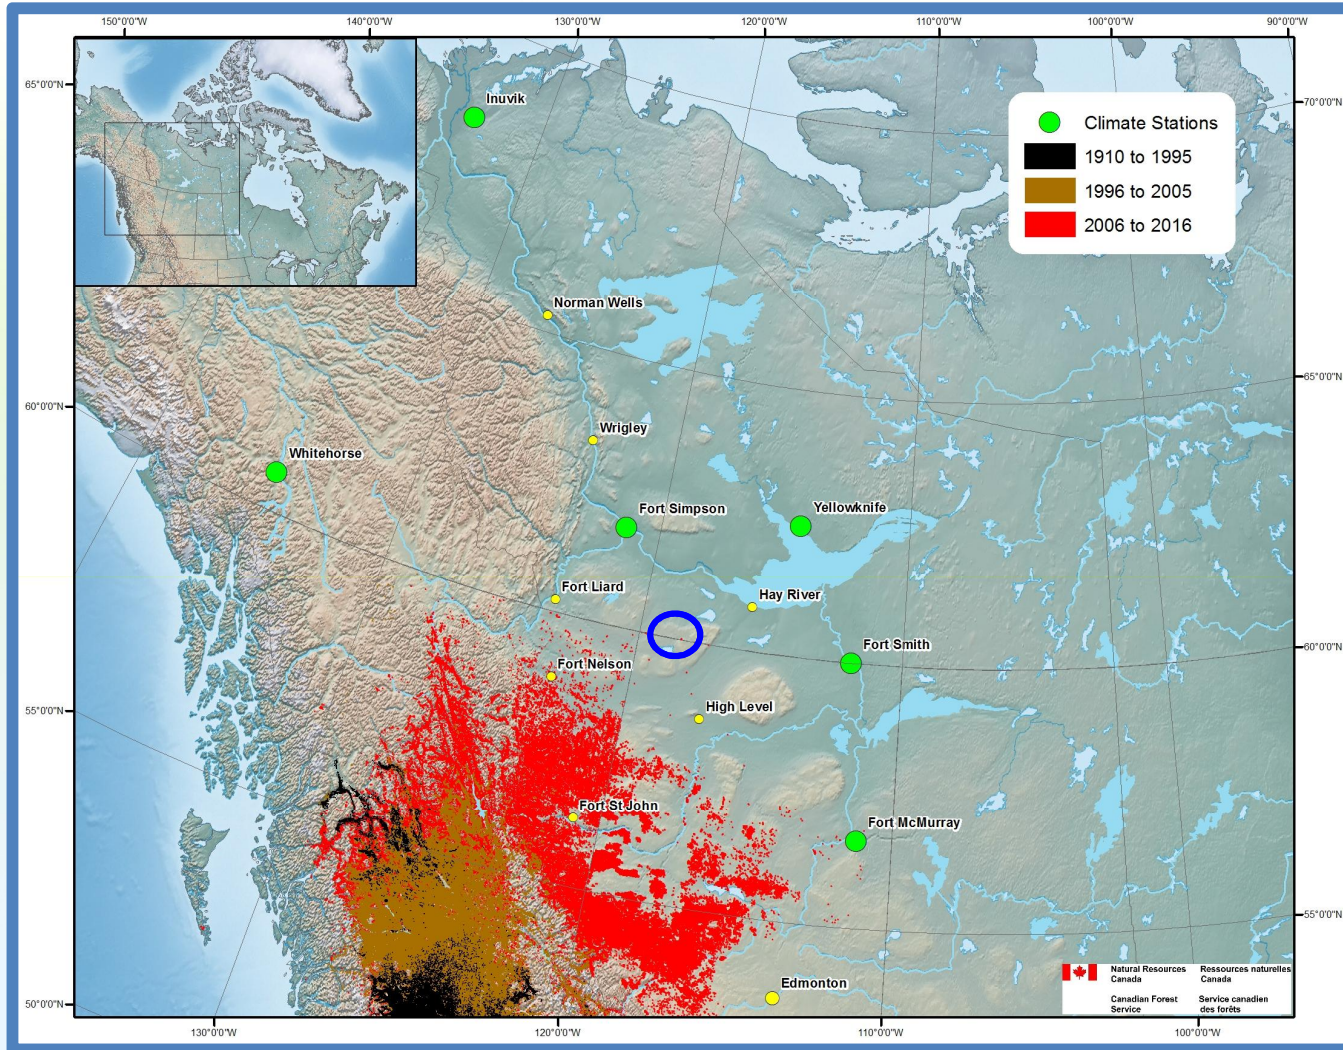 150°0'0"W
140°0'0"W
130°0'0"W
120°0'0"W
110°0'0"W
100°0'0"W
90°0'0"W
65°0'0"N
70°0'0"N
Inuvik
Climate Stations
1910 to 1995
1996 to 2005
2006 to 2016
Norman Wells
65°0'0"N
60°0'0"N
Wrigley
Whitehorse
Fort Simpson
Yellowknife
Fort Liard
Hay River
Fort Smith
60°0'0"N
Fort Nelson
High Level
55°0'0"N
Fort St John
Fort McMurray
55°0'0"N
Edmonton
Natural Resources
Canada
Ressources naturelles
Canada
Canadian Forest
Service
Service canadien
des forêts
50°0'0"N
130°0'0"W
120°0'0"W
110°0'0"W
100°0'0"W